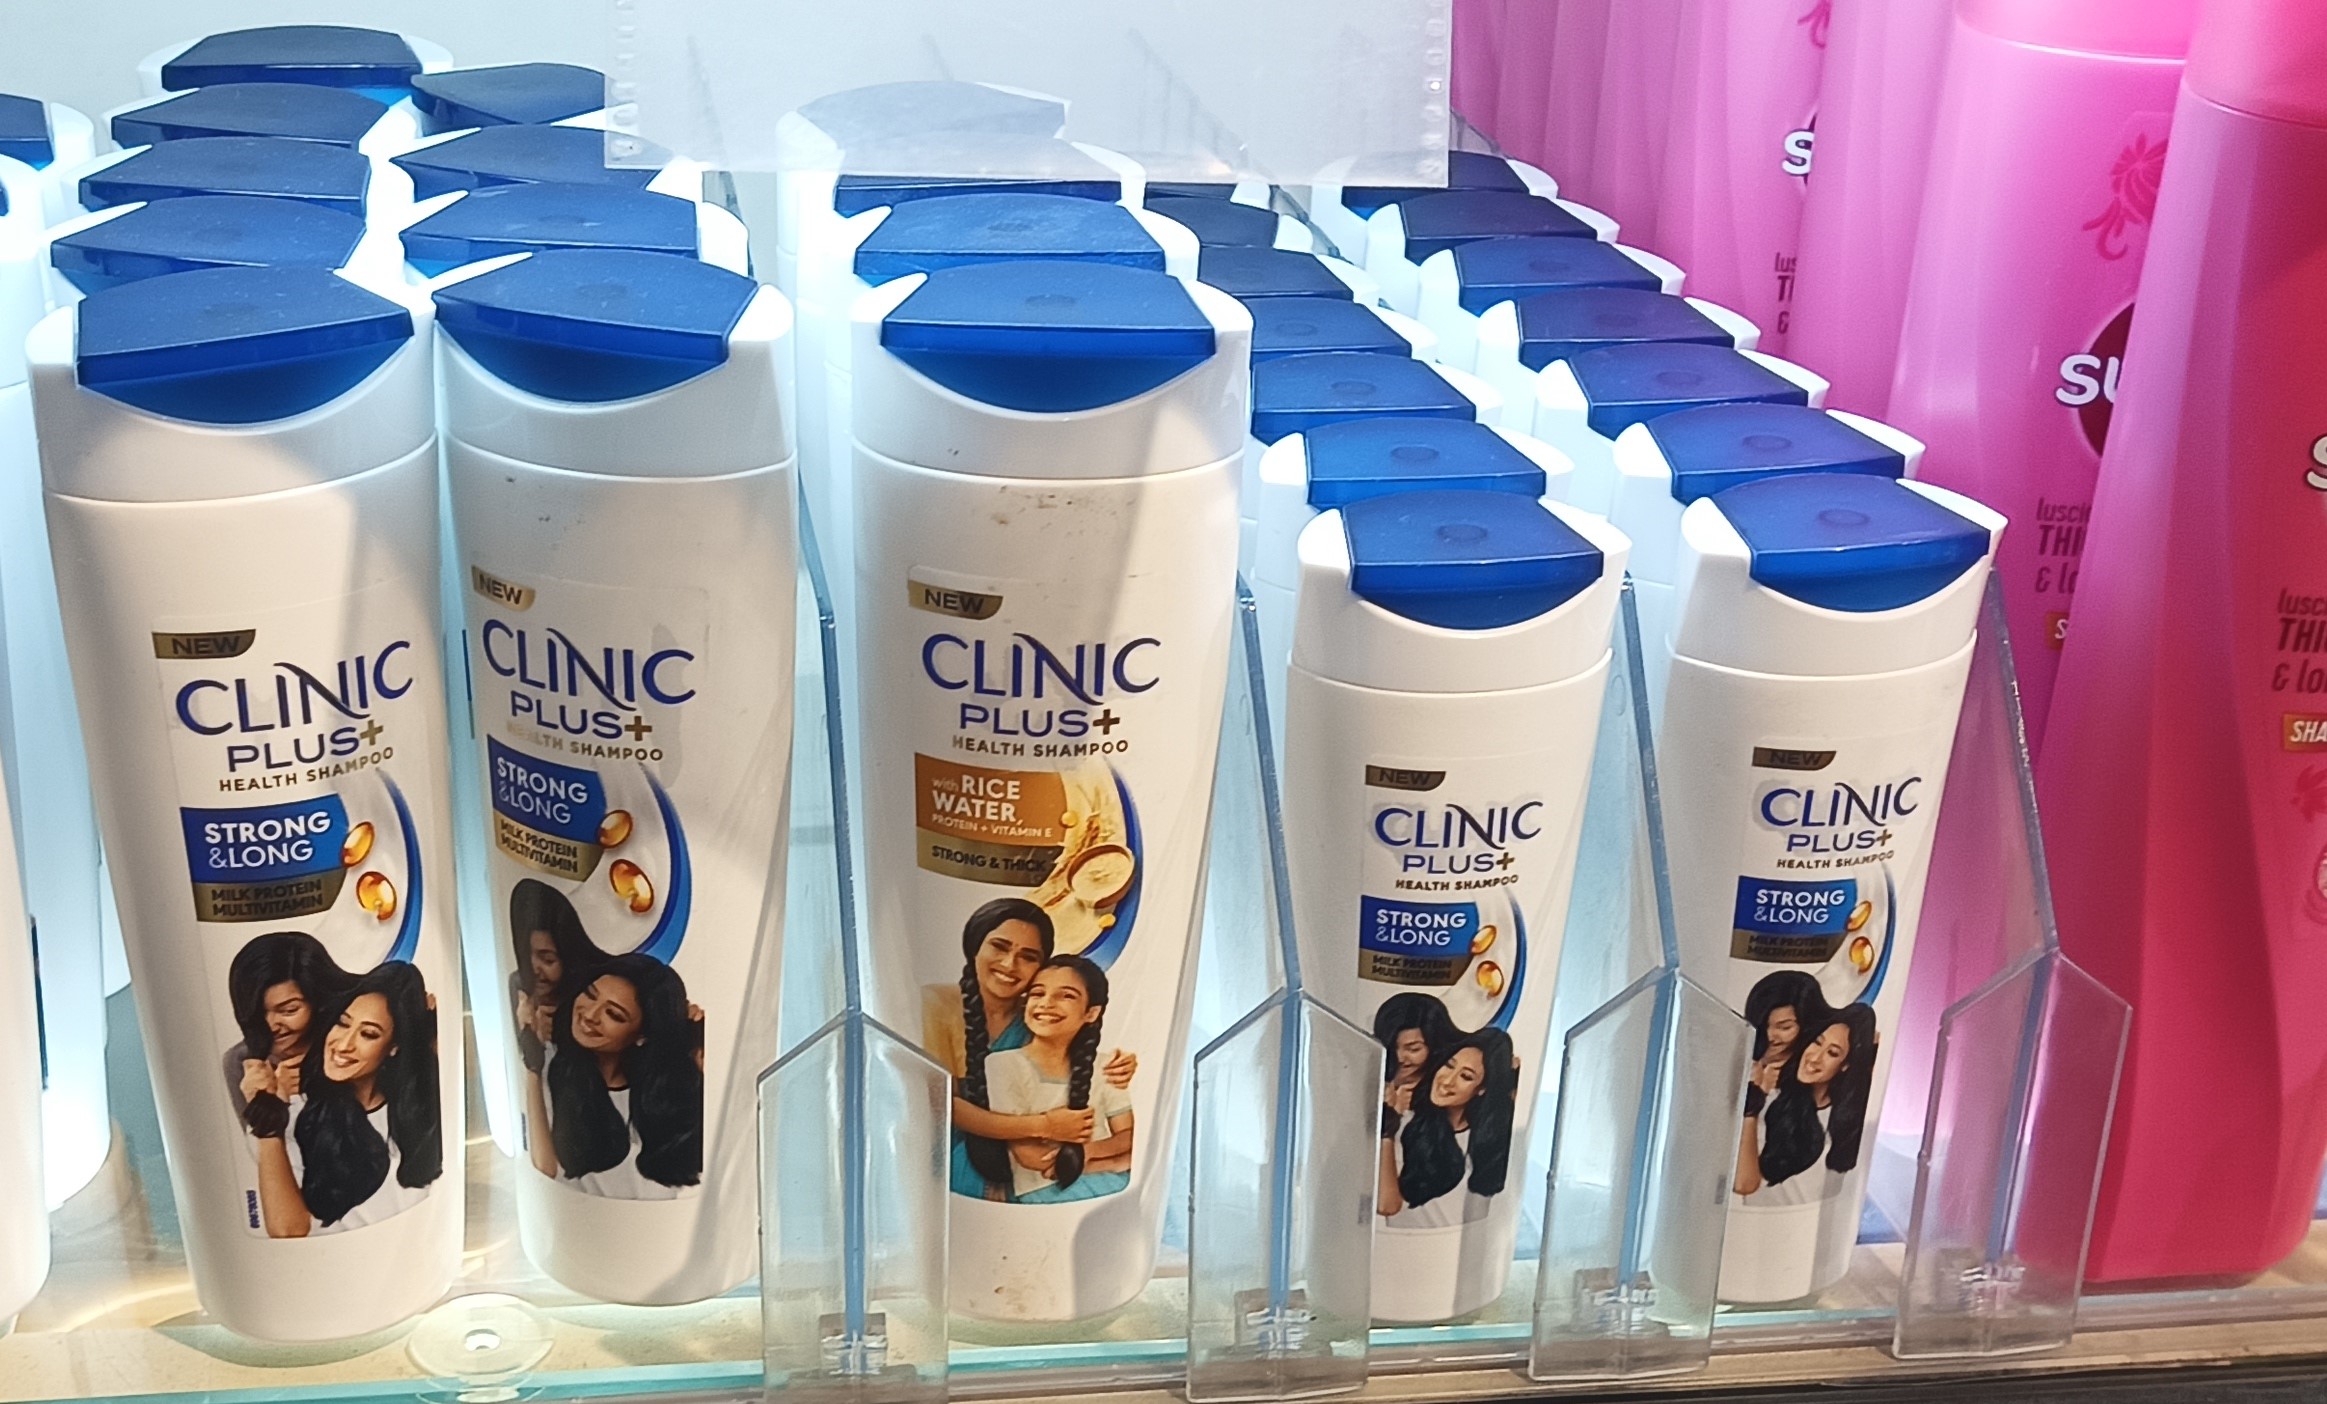 NEW
CLINIC
PLUS+
HEALTH SHAMPOO
STRONG
&LONG
MILK PROTEIN
MULTIVITAMIN
NEW
CLINIC
PLUS+
HEALTH SHAMPOO
STRONG
&LONG
MILK PROTEIN
MULTIVITAMIN
NEW
CLINIC
PLUS+
HEALTH SHAMPOO
with RICE
WATER,
PROTEIN + VITAMIN E
STRONG & THICK
NEW
CLINIC
PLUS+
HEALTH SHAMPOO
STRONG
&LONG
MILK PROTEIN
MULTIVITAMIN
NEW
CLINIC
PLUS+
HEALTH SHAMPOO
STRONG
&LONG
MILK PROTEIN
MULTIVITAMIN